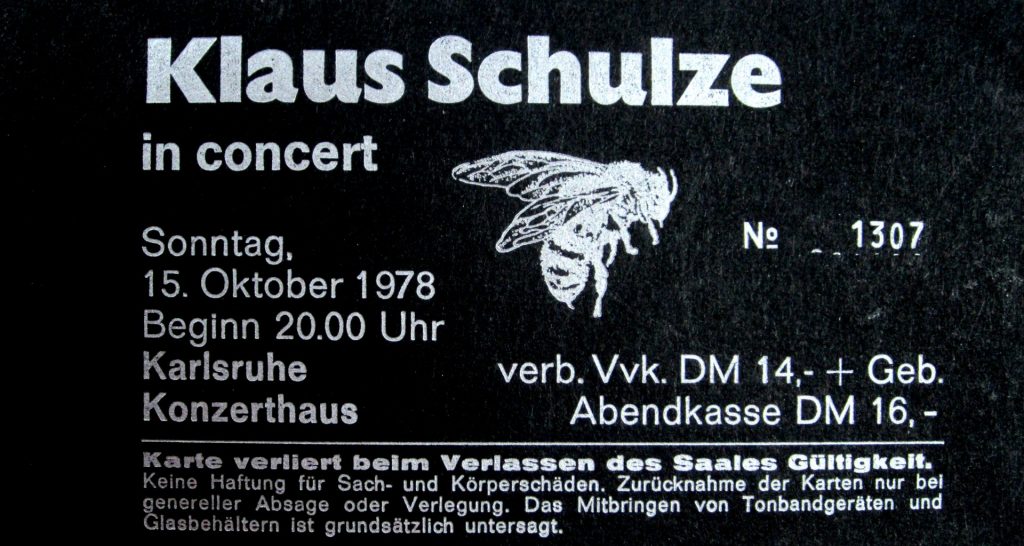 Klaus Schulze
in concert
Sonntag,
15. Oktober 1978
Beginn 20.00 Uhr
Karlsruhe
Konzerthaus
№ 1307
verb. Vvk. DM 14,- + Geb.
Abendkasse DM 16,-
Karte verliert beim Verlassen des Saales Gültigkeit.
Keine Haftung für Sach- und Körperschäden. Zurücknahme der Karten nur bei
genereller Absage oder Verlegung. Das Mitbringen von Tonbandgeräten und
Glasbehältern ist grundsätzlich untersagt.